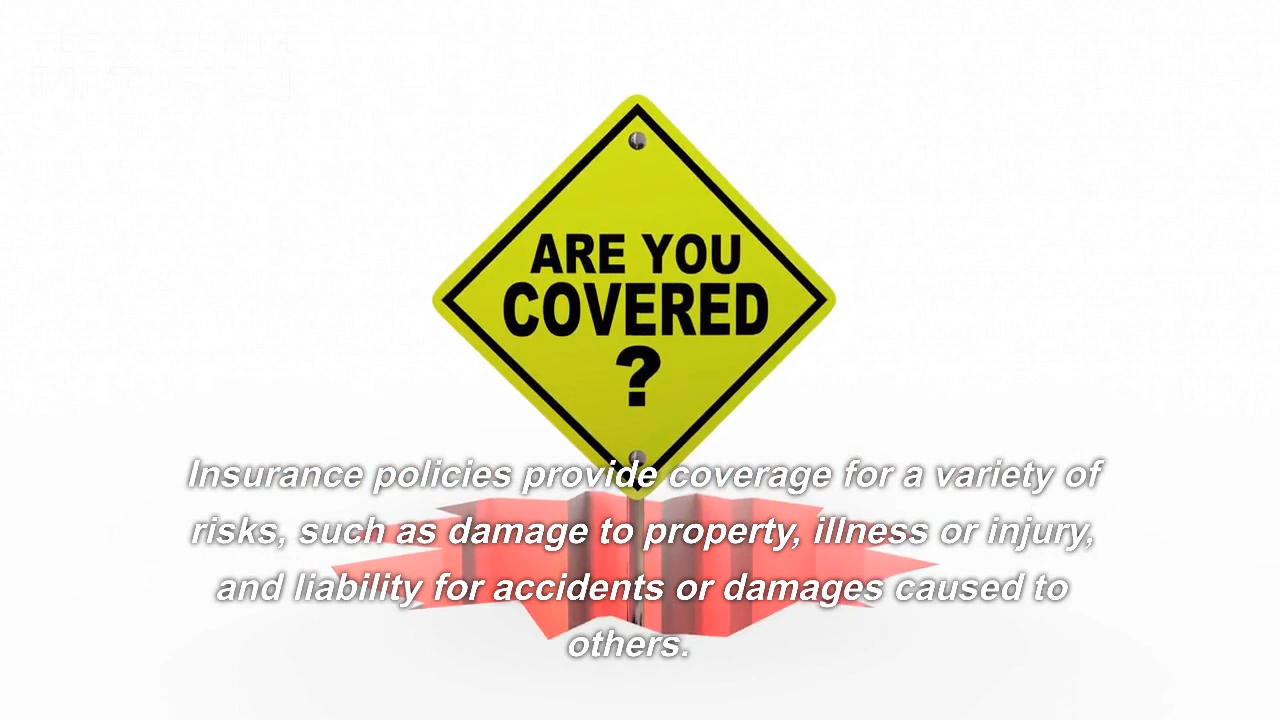 ARE YOU
COVERED
?
Insurance policies provide coverage for a variety of
risks, such as damage to property, illness or injury,
and liability for accidents or damages caused to
others.